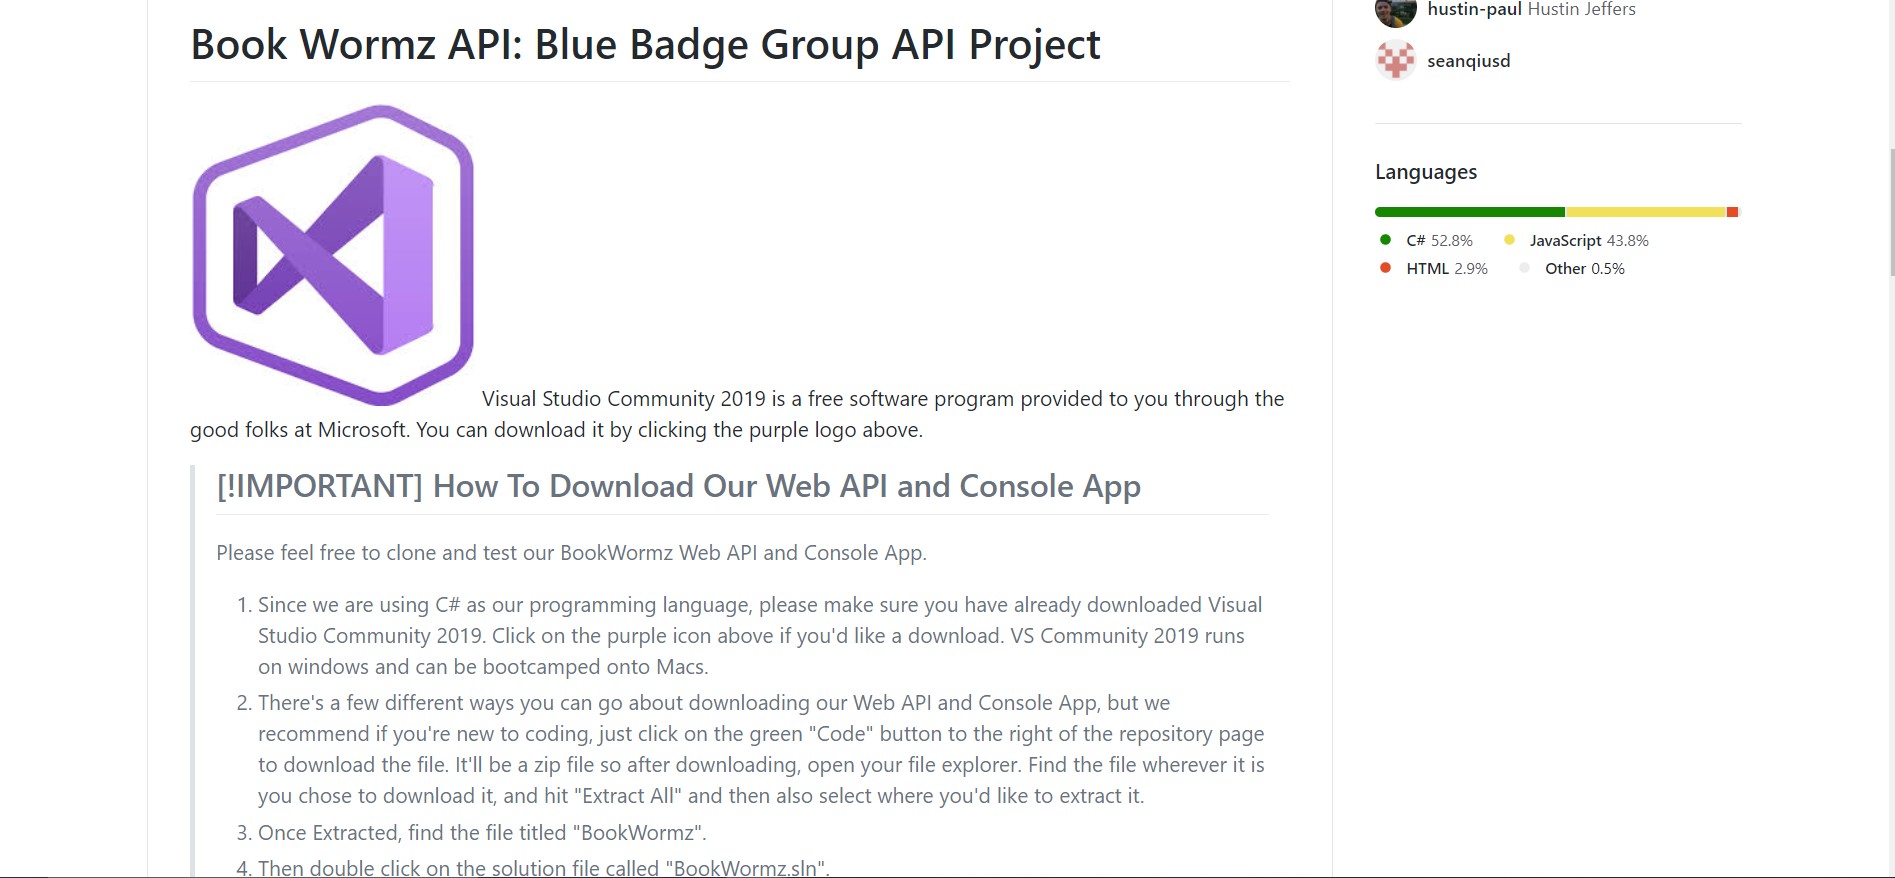 Book Wormz API: Blue Badge Group API Project
Visual Studio Community 2019 is a free software program provided to you through the
good folks at Microsoft. You can download it by clicking the purple logo above.
[!IMPORTANT] How To Download Our Web API and Console App
Please feel free to clone and test our BookWormz Web API and Console App.
1. Since we are using C# as our programming language, please make sure you have already downloaded Visual
Studio Community 2019. Click on the purple icon above if you'd like a download. VS Community 2019 runs
on windows and can be bootcamped onto Macs.
2. There's a few different ways you can go about downloading our Web API and Console App, but we
recommend if you're new to coding, just click on the green "Code" button to the right of the repository page
to download the file. It'll be a zip file so after downloading, open your file explorer. Find the file wherever it is
you chose to download it, and hit "Extract All" and then also select where you'd like to extract it.
3. Once Extracted, find the file titled "BookWormz".
4. Then double click on the solution file called "BookWormz.sln".
hustin-paul Hustin Jeffers
seanqiusd
Languages
C# 52.8% JavaScript 43.8%
HTML 2.9% Other 0.5%